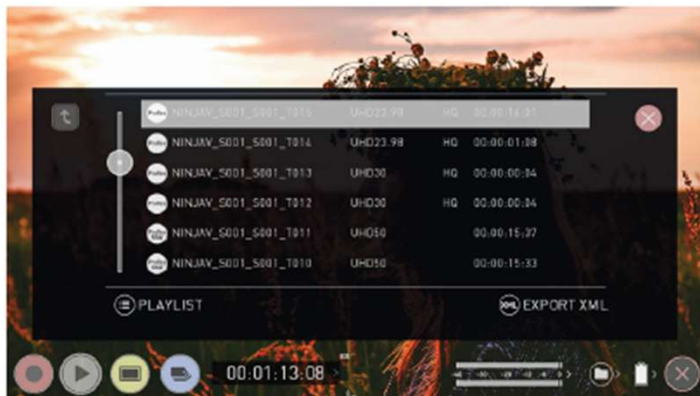 NINJAV_S001_S001_T015 UHD23.98 HQ 00:00:16:01
NINJAV_S001_S001_T014 UHD23.98 HQ 00:00:01:08
NINJAV_S001_S001_T013 UHD30 HQ 00:00:00:04
NINJAV_S001_S001_T012 UHD30 HQ 00:00:00:04
NINJAV_S001_S001_T011 UHD50 00:00:15:37
NINJAV_S001_S001_T010 UHD50 00:00:15:33
PLAYLIST XML EXPORT XML
00:01:13:08